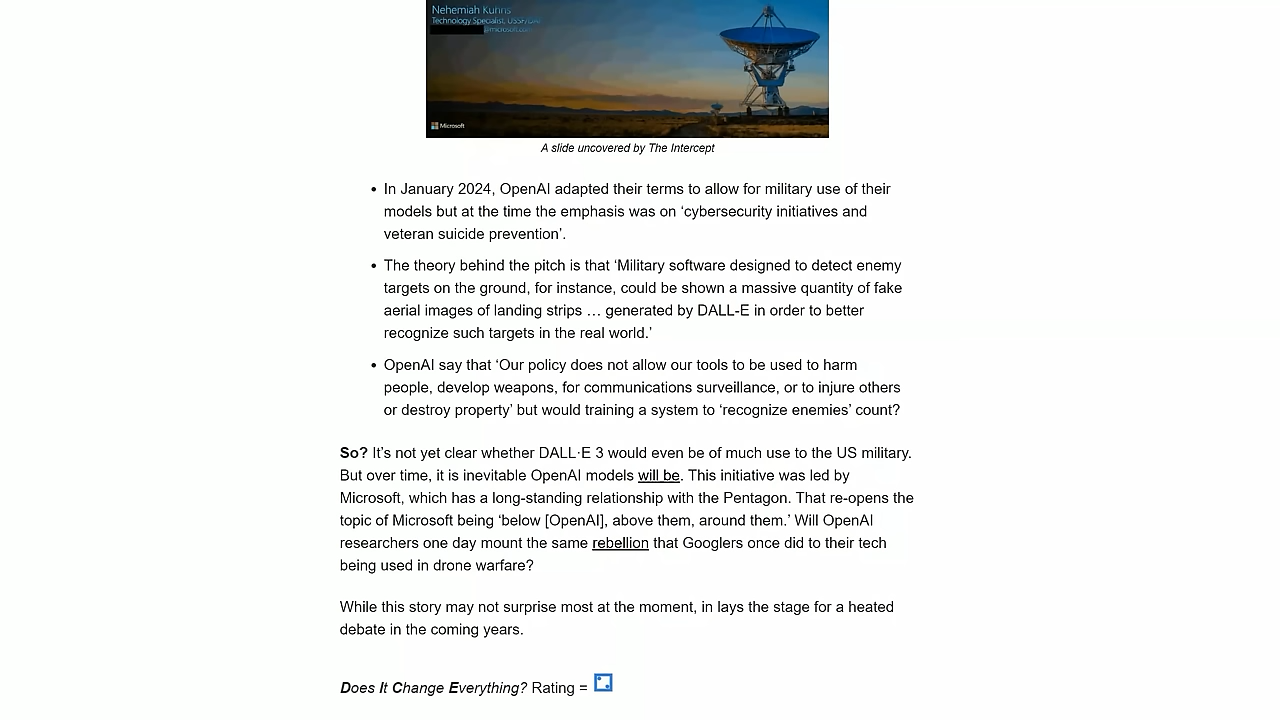 Nehemiah Kuhns
Technology Specialist, USSF/DAF
@microsoft.com
Microsoft
A slide uncovered by The Intercept
• In January 2024, OpenAI adapted their terms to allow for military use of their
models but at the time the emphasis was on ‘cybersecurity initiatives and
veteran suicide prevention’.
• The theory behind the pitch is that ‘Military software designed to detect enemy
targets on the ground, for instance, could be shown a massive quantity of fake
aerial images of landing strips … generated by DALL-E in order to better
recognize such targets in the real world.’
• OpenAI say that ‘Our policy does not allow our tools to be used to harm
people, develop weapons, for communications surveillance, or to injure others
or destroy property’ but would training a system to ‘recognize enemies’ count?
So? It’s not yet clear whether DALL·E 3 would even be of much use to the US military.
But over time, it is inevitable OpenAI models will be. This initiative was led by
Microsoft, which has a long-standing relationship with the Pentagon. That re-opens the
topic of Microsoft being ‘below [OpenAI], above them, around them.’ Will OpenAI
researchers one day mount the same rebellion that Googlers once did to their tech
being used in drone warfare?
While this story may not surprise most at the moment, in lays the stage for a heated
debate in the coming years.
Does It Change Everything? Rating =